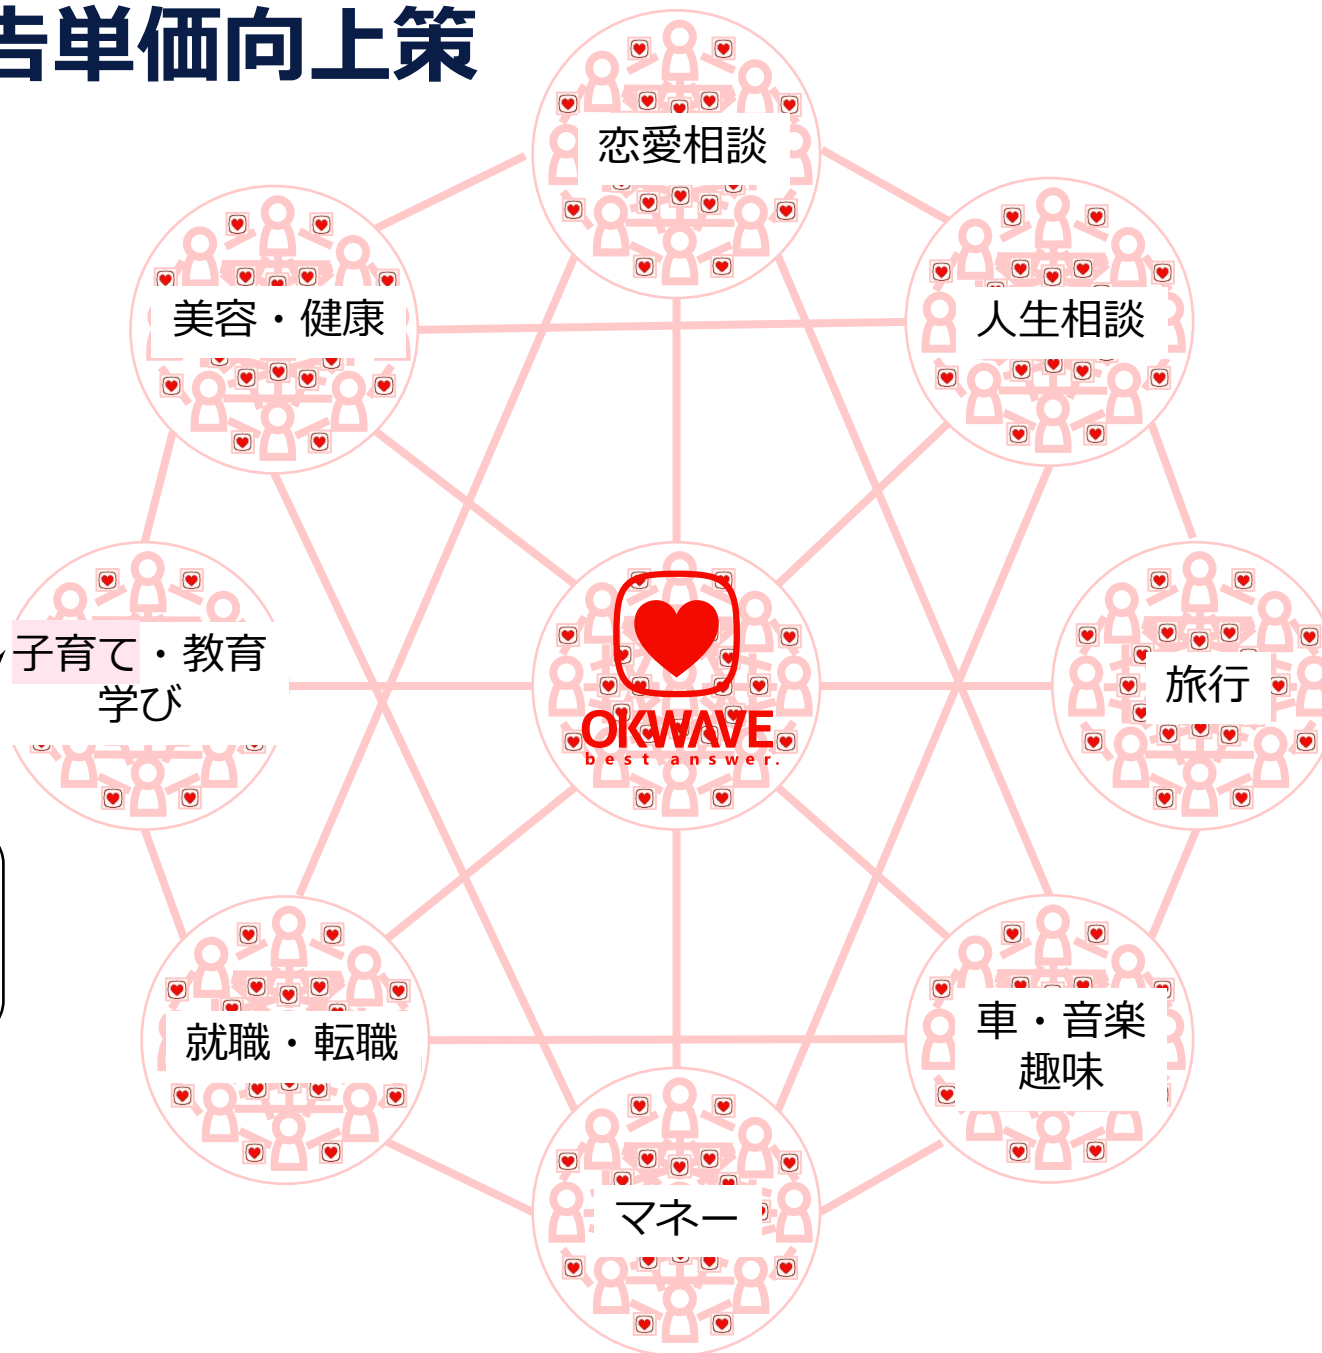 告単価向上策
恋愛相談
美容・健康
人生相談
子育て・教育
学び
OKWAVE
best answer.
旅行
就職・転職
車・音楽
趣味
マネー